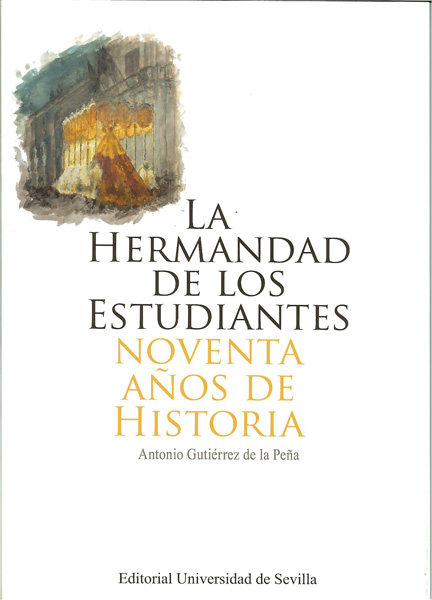 LA
HERMANDAD
DE LOS
ESTUDIANTES
NOVENTA
AÑOS DE
HISTORIA
Antonio Gutiérrez de la Peña
Editorial Universidad de Sevilla